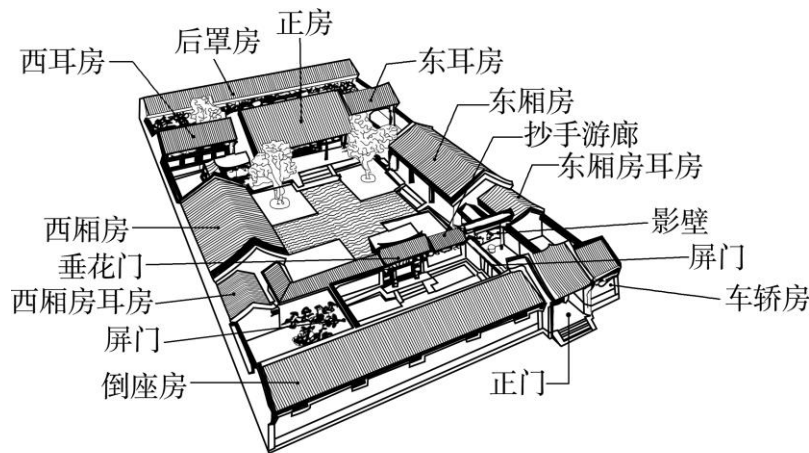 正房
后罩房
西耳房
东耳房
东厢房
抄手游廊
东厢房耳房
西厢房
影壁
垂花门
屏门
西厢房耳房
车轿房
屏门
倒座房
正门